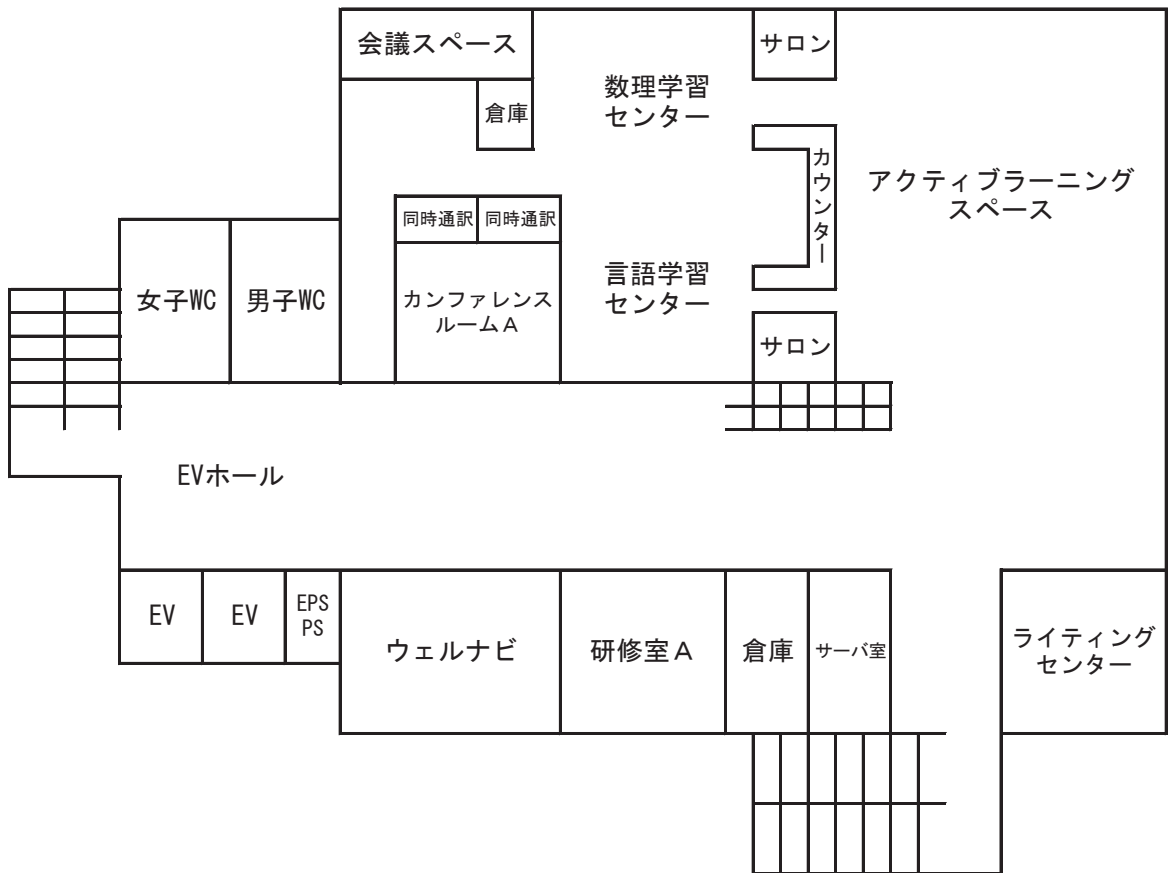 会議スペース
サロン
数理学習
センター
倉庫
カウンター
アクティブラーニング
スペース
同時通訳
同時通訳
女子WC
男子WC
カンファレンス
ルームA
言語学習
センター
サロン
EVホール
EV
EV
EPS
PS
ウェルナビ
研修室A
倉庫
サーバ室
ライティング
センター